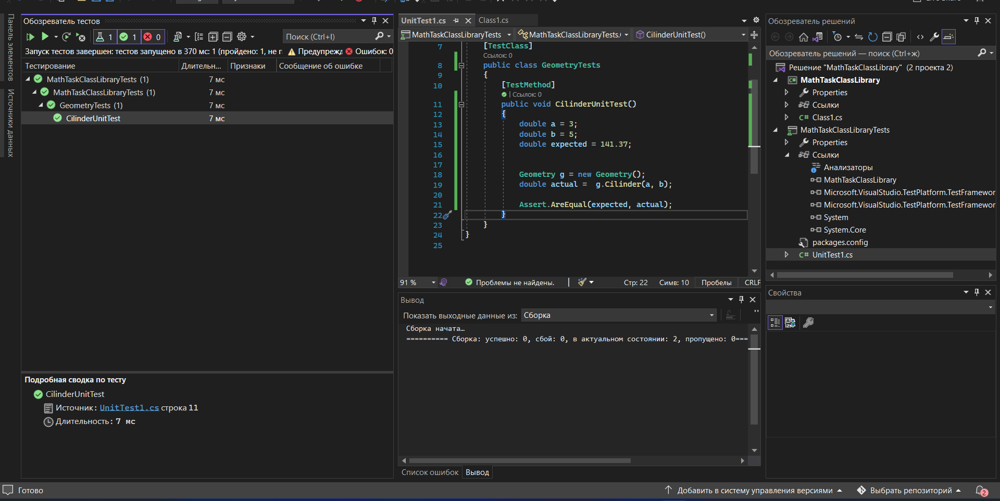 Панель элементов
Источники данных
Обозреватель тестов
1 1 0
Поиск (Ctrl+I)
Запуск тестов завершен: тестов запущено в 370 мс: 1 (пройдено: 1, не п
Предупрежд
Ошибок: 0
Тестирование Длительн... Признаки Сообщение об ошибке
MathTaskClassLibraryTests (1) 7 мс
MathTaskClassLibraryTests (1) 7 мс
GeometryTests (1) 7 мс
CilinderUnitTest 7 мс
Подробная сводка по тесту
CilinderUnitTest
Источник: UnitTest1.cs строка 11
Длительность: 7 мс
UnitTest1.cs Class1.cs
MathTaskClassLibraryTests MathTaskClassLibraryTests. CilinderUnitTest()
7 [TestClass]
Ссылок: 0
8 public class GeometryTests
9 {
10 [TestMethod]
| Ссылок: 0
11 public void CilinderUnitTest()
12 {
13 double a = 3;
14 double b = 5;
15 double expected = 141.37;
16
17
18 Geometry g = new Geometry();
19 double actual =  g.Cilinder(a, b);
20
21 Assert.AreEqual(expected, actual);
22 }
23 }
24 }
25
91 % Проблемы не найдены. Стр: 22 Симв: 10 Пробелы CRLF
Вывод
Показать выходные данные из: Сборка
Сборка начата…
========== Сборка: успешно: 0, сбой: 0, в актуальном состоянии: 2, пропущено: 0===
Список ошибок Вывод
Обозреватель решений
Обозреватель решений — поиск (Ctrl+ж)
Решение "MathTaskClassLibrary" (2 проекта 2)
C# MathTaskClassLibrary
Properties
Ссылки
C# Class1.cs
MathTaskClassLibraryTests
Properties
Ссылки
Анализаторы
MathTaskClassLibrary
Microsoft.VisualStudio.TestPlatform.TestFramewor
Microsoft.VisualStudio.TestPlatform.TestFramewor
System
System.Core
packages.config
C# UnitTest1.cs
Свойства
Готово
Добавить в систему управления версиями Выбрать репозиторий 2